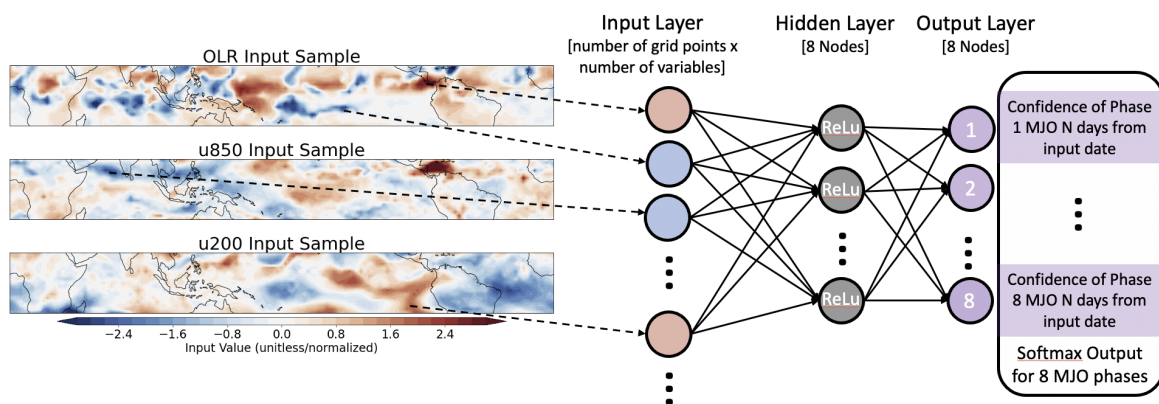 OLR Input Sample
u850 Input Sample
u200 Input Sample
−2.4 −1.6 −0.8 0.0 0.8 1.6 2.4
Input Value (unitless/normalized)
Input Layer
[number of grid points x
number of variables]
Hidden Layer
[8 Nodes]
Output Layer
[8 Nodes]
ReLu
ReLu
ReLu
1
2
8
Confidence of Phase
1 MJO N days from
input date
Confidence of Phase
8 MJO N days from
input date
Softmax Output
for 8 MJO phases